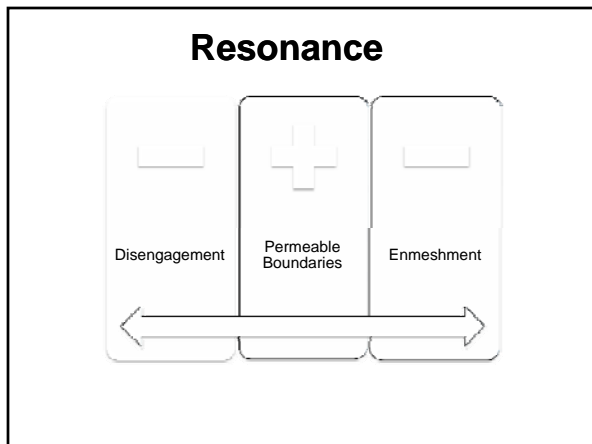 Resonance
Disengagement
Permeable
Boundaries
Enmeshment